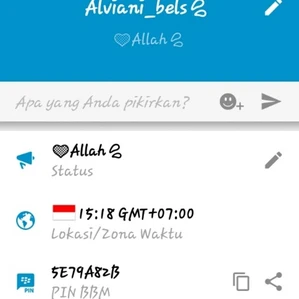 Alviani_bels
Allah
Apa yang Anda pikirkan?
Allah
Status
15:18 GMT+07:00
Lokasi/Zona Waktu
5E79A82B
PIN BBM
PIN